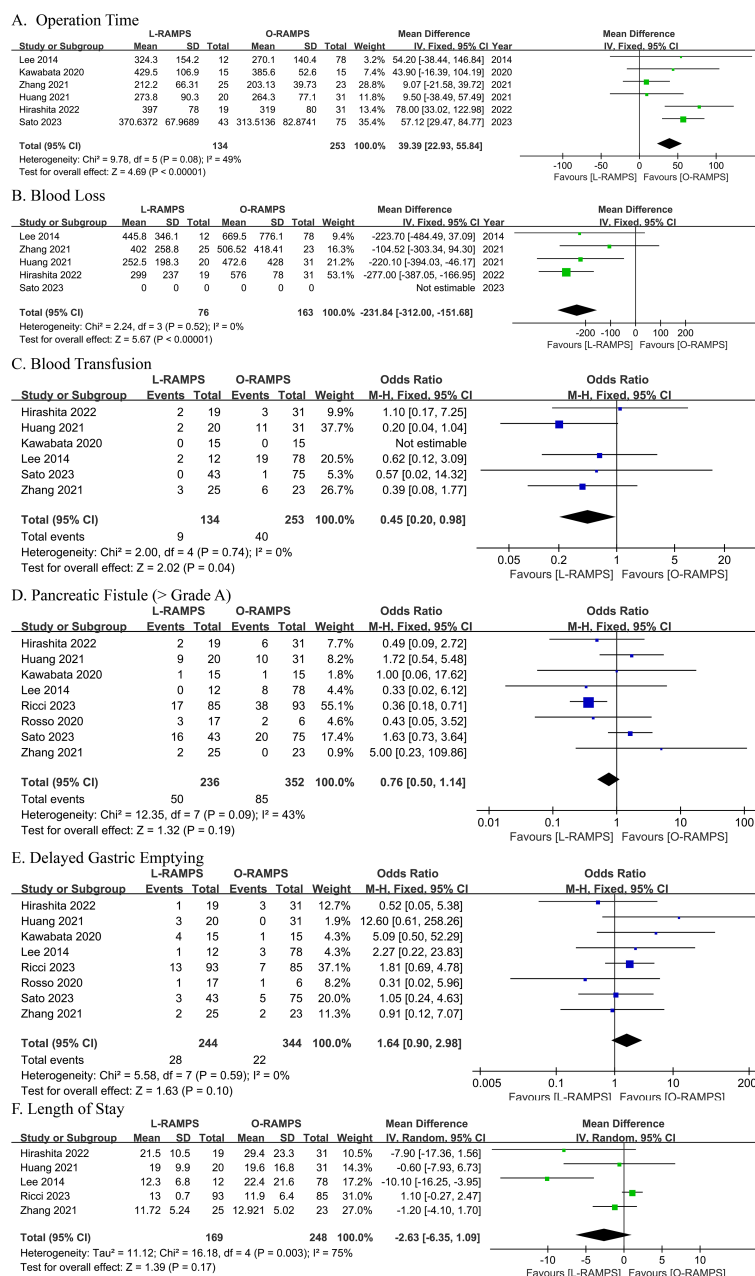 A. Operation Time
L-RAMPS O-RAMPS Mean Difference Mean Difference
Study or Subgroup Mean SD Total Mean SD Total Weight IV. Fixed. 95% CI Year IV. Fixed. 95% CI
Lee 2014 324.3 154.2 12 270.1 140.4 78 3.2% 54.20 [-38.44, 146.84] 2014
Kawabata 2020 429.5 106.9 15 385.6 52.6 15 7.4% 43.90 [-16.39, 104.19] 2020
Zhang 2021 212.2 66.31 25 203.13 39.73 23 28.8% 9.07 [-21.58, 39.72] 2021
Huang 2021 273.8 90.3 20 264.3 77.1 31 11.8% 9.50 [-38.49, 57.49] 2021
Hirashita 2022 397 78 19 319 80 31 13.4% 78.00 [33.02, 122.98] 2022
Sato 2023 370.6372 67.9689 43 313.5136 82.8741 75 35.4% 57.12 [29.47, 84.77] 2023
Total (95% CI) 134 253 100.0% 39.39 [22.93, 55.84]
Heterogeneity: Chi² = 9.78, df = 5 (P = 0.08); I² = 49%
Test for overall effect: Z = 4.69 (P < 0.00001)
-100 -50 0 50 100
Favours [L-RAMPS] Favours [O-RAMPS]
B. Blood Loss
L-RAMPS O-RAMPS Mean Difference Mean Difference
Study or Subgroup Mean SD Total Mean SD Total Weight IV. Fixed. 95% CI Year IV. Fixed. 95% CI
Lee 2014 445.8 346.1 12 669.5 776.1 78 9.4% -223.70 [-484.49, 37.09] 2014
Zhang 2021 402 258.8 25 506.52 418.41 23 16.3% -104.52 [-303.34, 94.30] 2021
Huang 2021 252.5 198.3 20 472.6 428 31 21.2% -220.10 [-394.03, -46.17] 2021
Hirashita 2022 299 237 19 576 78 31 53.1% -277.00 [-387.05, -166.95] 2022
Sato 2023 0 0 0 0 0 0 Not estimable 2023
Total (95% CI) 76 163 100.0% -231.84 [-312.00, -151.68]
Heterogeneity: Chi² = 2.24, df = 3 (P = 0.52); I² = 0%
Test for overall effect: Z = 5.67 (P < 0.00001)
-200 -100 0 100 200
Favours [L-RAMPS] Favours [O-RAMPS]
C. Blood Transfusion
L-RAMPS O-RAMPS Odds Ratio Odds Ratio
Study or Subgroup Events Total Events Total Weight M-H. Fixed. 95% CI M-H. Fixed. 95% CI
Hirashita 2022 2 19 3 31 9.9% 1.10 [0.17, 7.25]
Huang 2021 2 20 11 31 37.7% 0.20 [0.04, 1.04]
Kawabata 2020 0 15 0 15 Not estimable
Lee 2014 2 12 19 78 20.5% 0.62 [0.12, 3.09]
Sato 2023 0 43 1 75 5.3% 0.57 [0.02, 14.32]
Zhang 2021 3 25 6 23 26.7% 0.39 [0.08, 1.77]
Total (95% CI) 134 253 100.0% 0.45 [0.20, 0.98]
Total events 9 40
Heterogeneity: Chi² = 2.00, df = 4 (P = 0.74); I² = 0%
Test for overall effect: Z = 2.02 (P = 0.04)
0.05 0.2 1 5 20
Favours [L-RAMPS] Favours [O-RAMPS]
D. Pancreatic Fistule (> Grade A)
L-RAMPS O-RAMPS Odds Ratio Odds Ratio
Study or Subgroup Events Total Events Total Weight M-H. Fixed. 95% CI M-H. Fixed. 95% CI
Hirashita 2022 2 19 6 31 7.7% 0.49 [0.09, 2.72]
Huang 2021 9 20 10 31 8.2% 1.72 [0.54, 5.48]
Kawabata 2020 1 15 1 15 1.8% 1.00 [0.06, 17.62]
Lee 2014 0 12 8 78 4.4% 0.33 [0.02, 6.12]
Ricci 2023 17 85 38 93 55.1% 0.36 [0.18, 0.71]
Rosso 2020 3 17 2 6 4.6% 0.43 [0.05, 3.52]
Sato 2023 16 43 20 75 17.4% 1.63 [0.73, 3.64]
Zhang 2021 2 25 0 23 0.9% 5.00 [0.23, 109.86]
Total (95% CI) 236 352 100.0% 0.76 [0.50, 1.14]
Total events 50 85
Heterogeneity: Chi² = 12.35, df = 7 (P = 0.09); I² = 43%
Test for overall effect: Z = 1.32 (P = 0.19)
0.01 0.1 1 10 100
Favours [L-RAMPS] Favours [O-RAMPS]
E. Delayed Gastric Emptying
L-RAMPS O-RAMPS Odds Ratio Odds Ratio
Study or Subgroup Events Total Events Total Weight M-H. Fixed. 95% CI M-H. Fixed. 95% CI
Hirashita 2022 1 19 3 31 12.7% 0.52 [0.05, 5.38]
Huang 2021 3 20 0 31 1.9% 12.60 [0.61, 258.26]
Kawabata 2020 4 15 1 15 4.3% 5.09 [0.50, 52.29]
Lee 2014 1 12 3 78 4.3% 2.27 [0.22, 23.83]
Ricci 2023 13 93 7 85 37.1% 1.81 [0.69, 4.78]
Rosso 2020 1 17 1 6 8.2% 0.31 [0.02, 5.96]
Sato 2023 3 43 5 75 20.0% 1.05 [0.24, 4.63]
Zhang 2021 2 25 2 23 11.3% 0.91 [0.12, 7.07]
Total (95% CI) 244 344 100.0% 1.64 [0.90, 2.98]
Total events 28 22
Heterogeneity: Chi² = 5.58, df = 7 (P = 0.59); I² = 0%
Test for overall effect: Z = 1.63 (P = 0.10)
0.005 0.1 1 10 200
Favours [L-RAMPS] Favours [O-RAMPS]
F. Length of Stay
L-RAMPS O-RAMPS Mean Difference Mean Difference
Study or Subgroup Mean SD Total Mean SD Total Weight IV. Random. 95% CI IV. Random. 95% CI
Hirashita 2022 21.5 10.5 19 29.4 23.3 31 10.5% -7.90 [-17.36, 1.56]
Huang 2021 19 9.9 20 19.6 16.8 31 14.3% -0.60 [-7.93, 6.73]
Lee 2014 12.3 6.8 12 22.4 21.6 78 17.2% -10.10 [-16.25, -3.95]
Ricci 2023 13 0.7 93 11.9 6.4 85 31.0% 1.10 [-0.27, 2.47]
Zhang 2021 11.72 5.24 25 12.921 5.02 23 27.0% -1.20 [-4.10, 1.70]
Total (95% CI) 169 248 100.0% -2.63 [-6.35, 1.09]
Heterogeneity: Tau² = 11.12; Chi² = 16.18, df = 4 (P = 0.003); I² = 75%
Test for overall effect: Z = 1.39 (P = 0.17)
-10 -5 0 5 10
Favours [L-RAMPS] Favours [O-RAMPS]